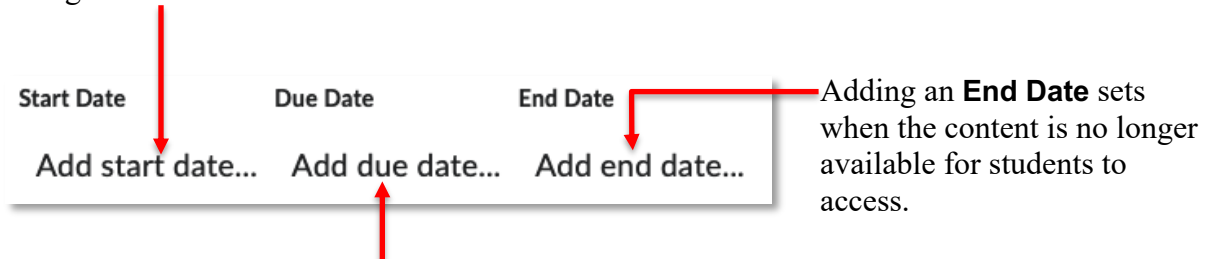 Start Date Due Date End Date
Add start date... Add due date... Add end date...
Adding an End Date sets
when the content is no longer
available for students to
access.